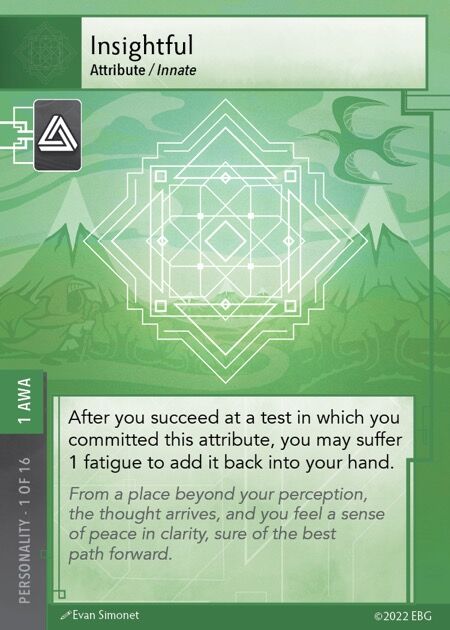 Insightful
Attribute / Innate
1 AWA
PERSONALITY - 1 OF 16
After you succeed at a test in which you
committed this attribute, you may suffer
1 fatigue to add it back into your hand.
From a place beyond your perception,
the thought arrives, and you feel a sense
of peace in clarity, sure of the best
path forward.
Evan Simonet
©2022 EBG